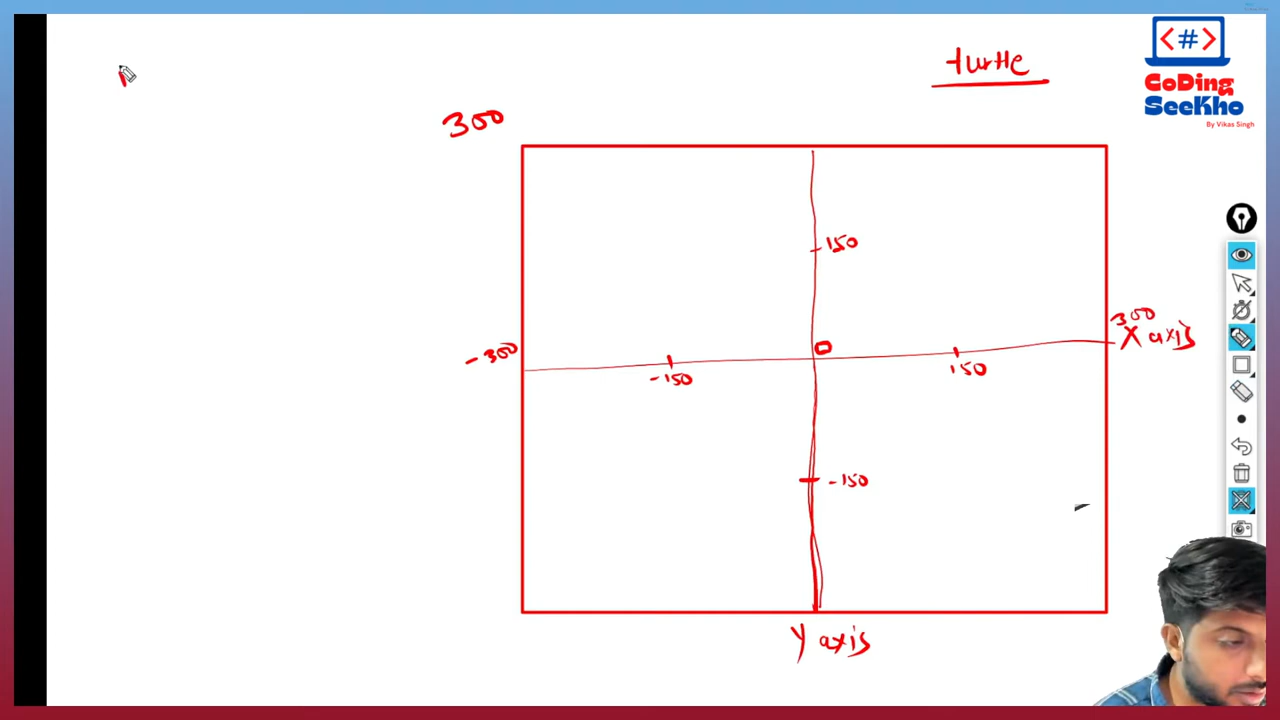 turtle
<#>
CoDing
SeeKho
By Vikas Singh
300
150
300
X axis
-300
0
-150
150
-150
Y axis